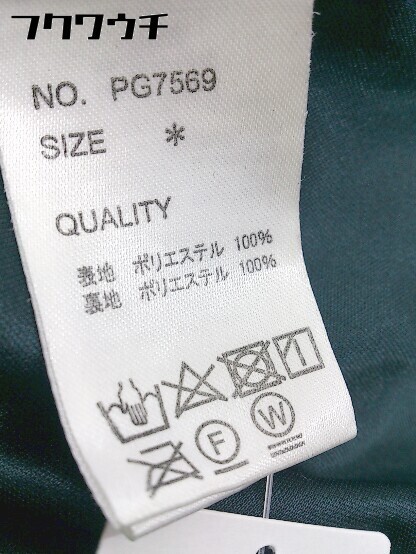 フクワウチ
NO. PG7569
SIZE *
QUALITY
表地 ポリエステル 100%
裏地 ポリエステル 100%
F W